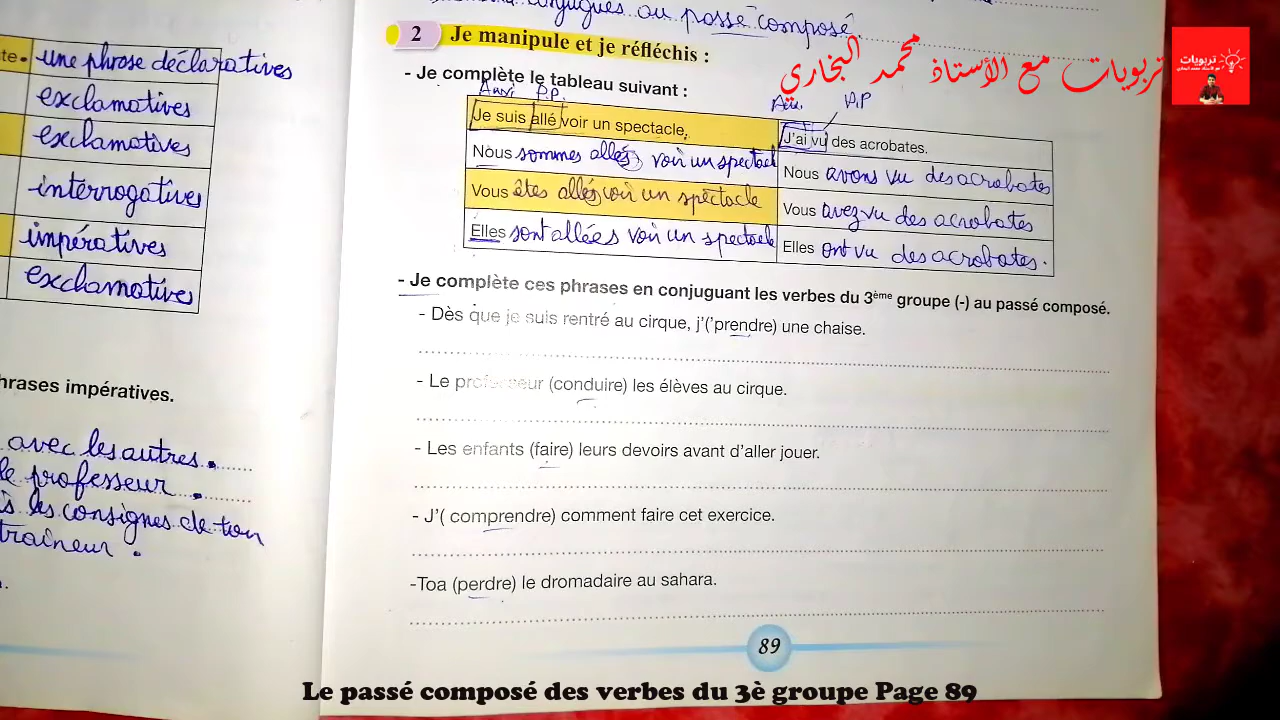 conjugués au passé composé.
2 Je manipule et je réfléchis :
تربويات مع الأستاذ محمد البخاري
تربويات
- Je complète le tableau suivant :
Auxi P.P.
Aux. P.P
Je suis allé voir un spectacle,
J'ai vu des acrobates.
Nous sommes allés voir un spectacl
Nous avons vu des acrobates
Vous êtes allés voir un spectacle
Vous avez vu des acrobates
Elles sont allées voir un spectacle
Elles ont vu des acrobates.
- Je complète ces phrases en conjuguant les verbes du 3ème groupe (-) au passé composé.
- Dès que je suis rentré au cirque, j'('prendre) une chaise.
- Le professeur (conduire) les élèves au cirque.
- Les enfants (faire) leurs devoirs avant d'aller jouer.
- J'( comprendre) comment faire cet exercice.
-Toa (perdre) le dromadaire au sahara.
89
te. une phrase déclaratives
exclamatives
exclamatives
interrogatives
impératives
exclamatives
hrases impératives.
avec les autres.
le professeur.
les consignes de ton
traîneur.
Le passé composé des verbes du 3è groupe Page 89